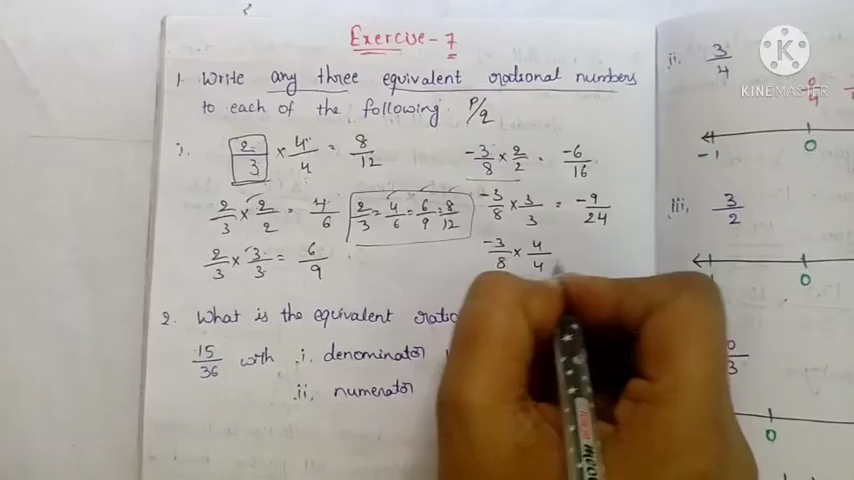 Exercise - 7
1. Write any three equivalent rational numbers
to each of the following. P/q
i. 2/3 × 4/4 = 8/12
2/3 × 2/2 = 4/6
2/3 × 3/3 = 6/9
2/3 = 4/6 = 6/9 = 8/12
-3/8 × 2/2 = -6/16
-3/8 × 3/3 = -9/24
-3/8 × 4/4
2. What is the equivalent
15/36 with i. denominator
ii. numerator
ii. 3/4
-1 0
iii. 3/2
0
0
KINEMASTER